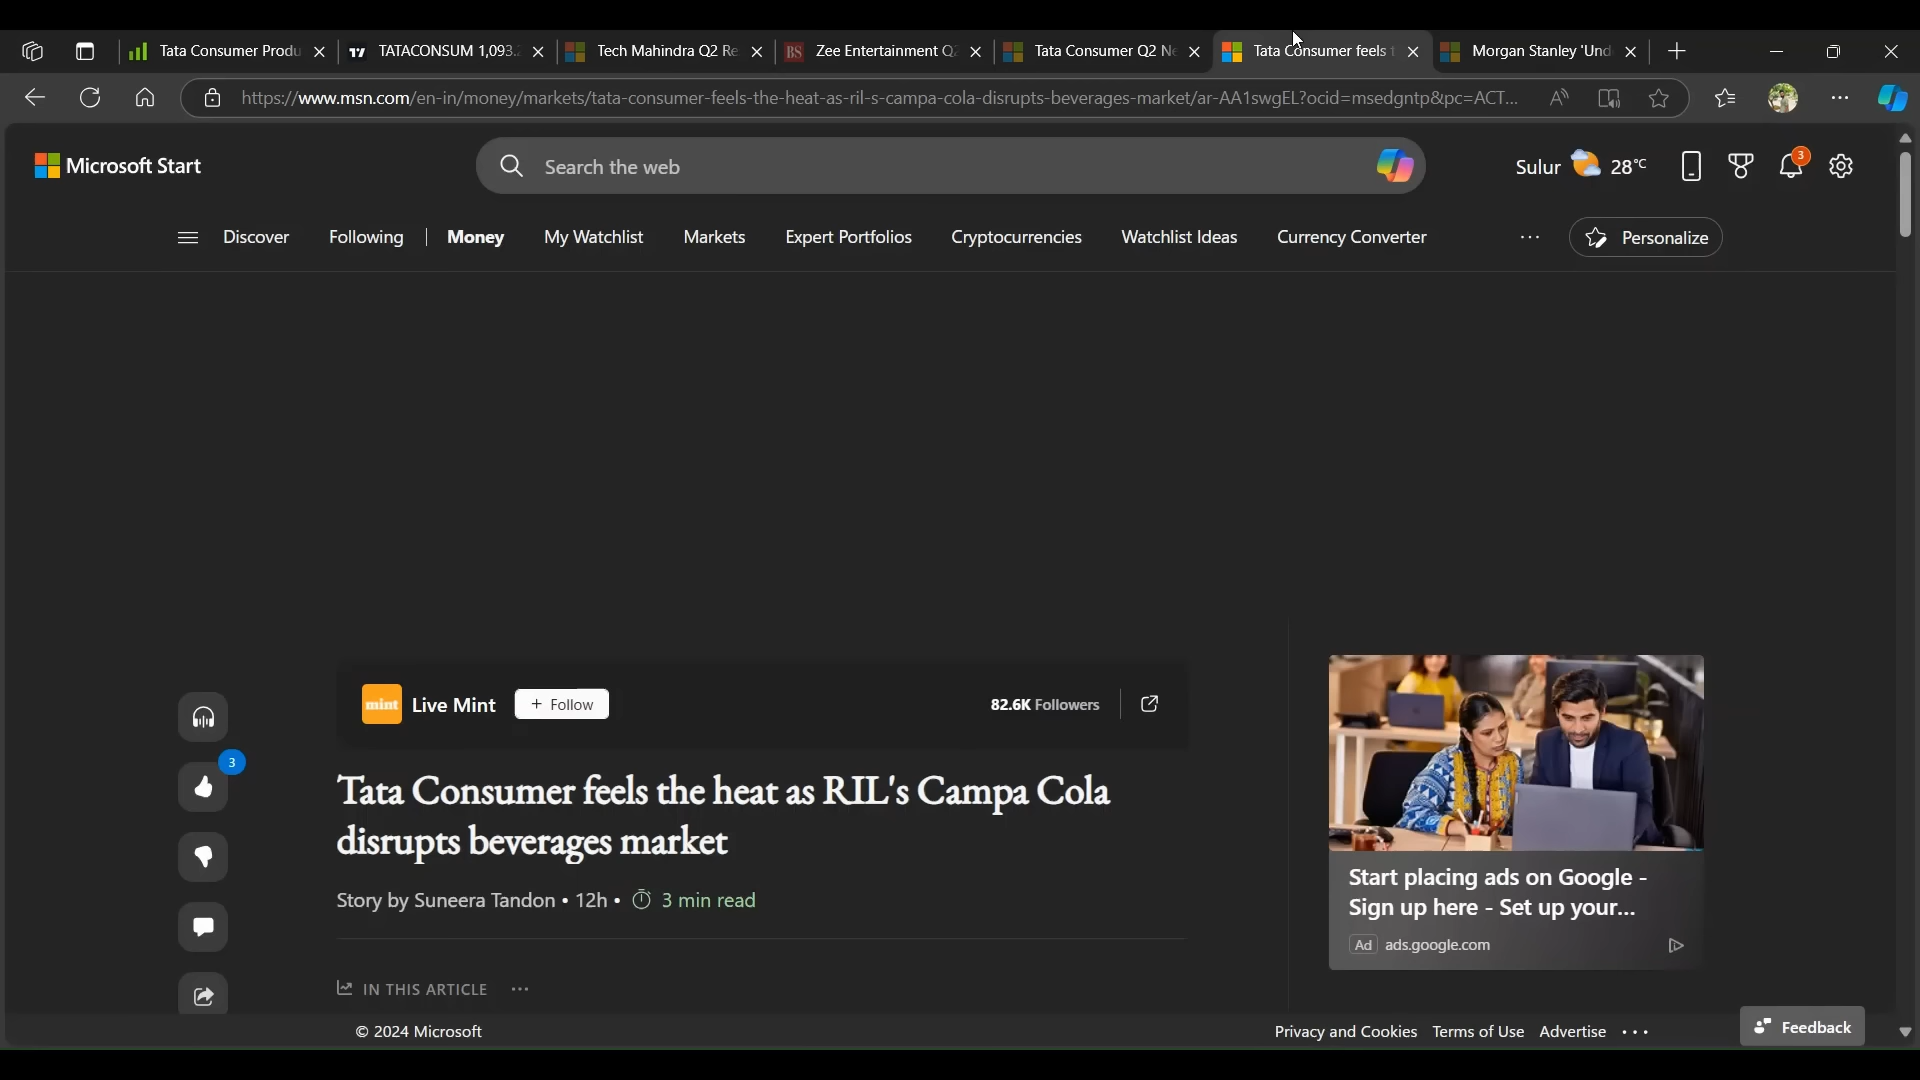 Tata Consumer Produ
TATACONSUM 1,093.
Tech Mahindra Q2 Re
BS Zee Entertainment Q
Tata Consumer Q2 Ne
Tata Consumer feels t
Morgan Stanley 'Und
https://www.msn.com/en-in/money/markets/tata-consumer-feels-the-heat-as-ril-s-campa-cola-disrupts-beverages-market/ar-AA1swgEL?ocid=msedgntp&pc=ACT...
Microsoft Start
Search the web
Sulur 28°C
3
Discover Following Money My Watchlist Markets Expert Portfolios Cryptocurrencies Watchlist Ideas Currency Converter ... Personalize
mint Live Mint + Follow 82.6K Followers
3
Tata Consumer feels the heat as RIL's Campa Cola
disrupts beverages market
Story by Suneera Tandon • 12h • 3 min read
IN THIS ARTICLE ...
Start placing ads on Google -
Sign up here - Set up your...
Ad ads.google.com
© 2024 Microsoft
Privacy and Cookies Terms of Use Advertise ...
Feedback